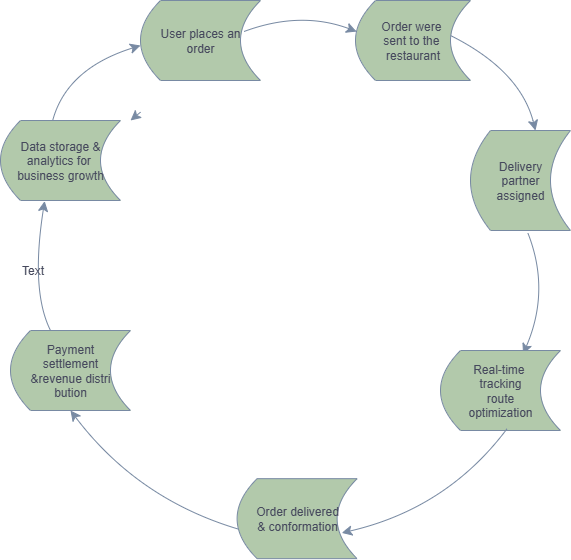 User places an
order
Order were
sent to the
restaurant
Delivery
partner
assigned
Real-time
tracking
route
optimization
Order delivered
& conformation
Payment
settlement
&revenue distri
bution
Text
Data storage &
analytics for
business growth